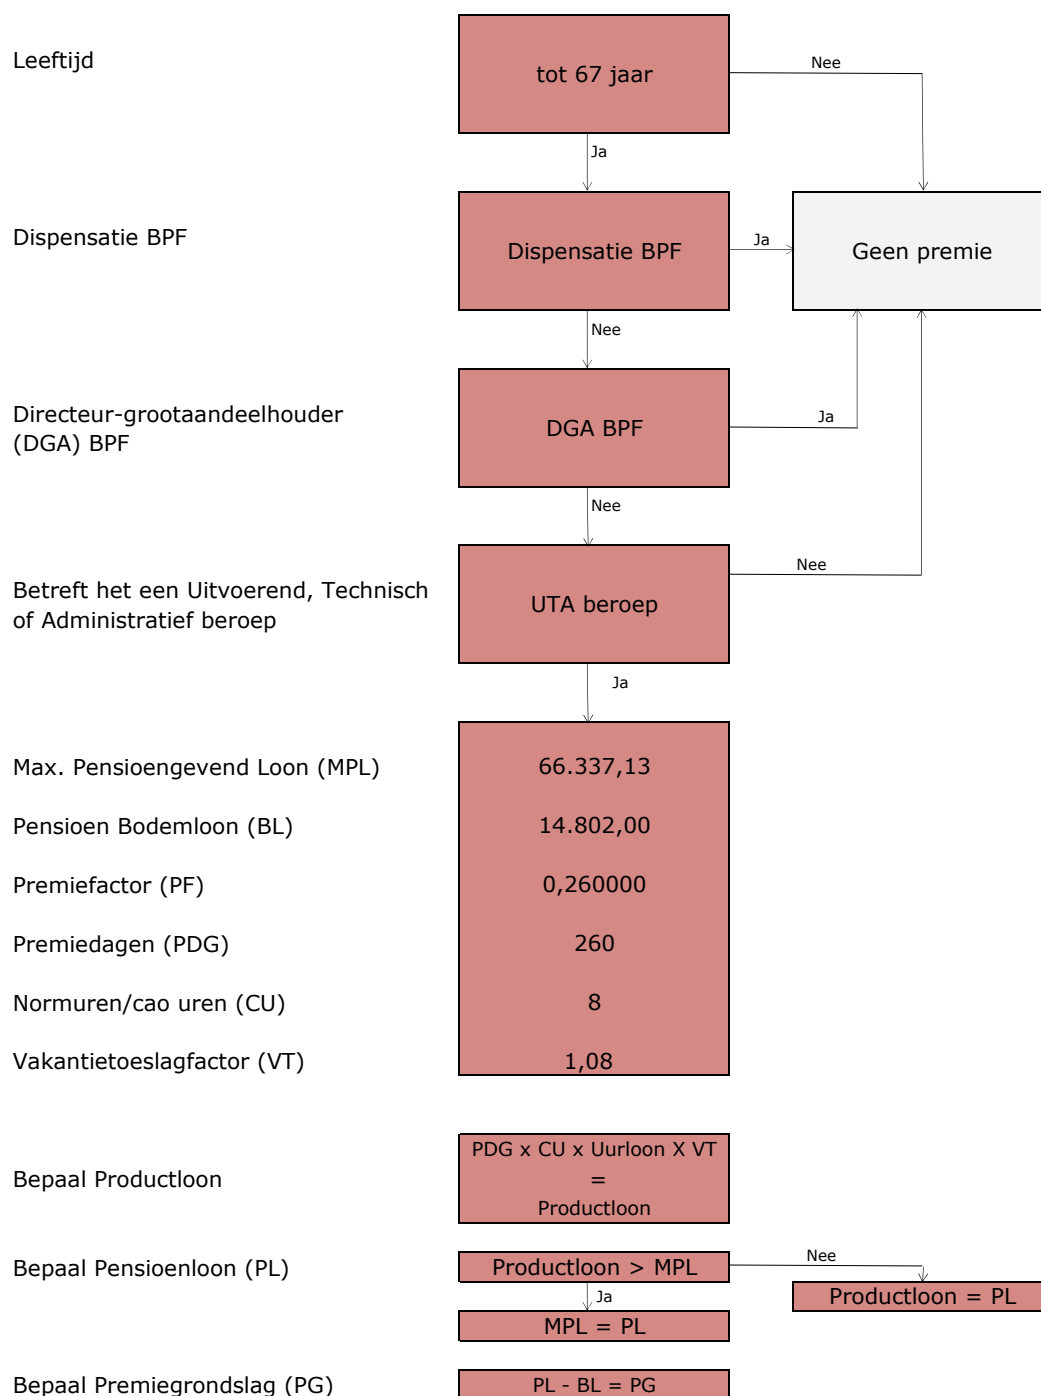 Leeftijd
tot 67 jaar
Nee
Ja
Dispensatie BPF
Dispensatie BPF
Ja
Geen premie
Nee
Directeur-grootaandeelhouder
(DGA) BPF
DGA BPF
Ja
Nee
Betreft het een Uitvoerend, Technisch
of Administratief beroep
UTA beroep
Nee
Ja
Max. Pensioengevend Loon (MPL)
66.337,13
Pensioen Bodemloon (BL)
14.802,00
Premiefactor (PF)
0,260000
Premiedagen (PDG)
260
Normuren/cao uren (CU)
8
Vakantietoeslagfactor (VT)
1,08
Bepaal Productloon
PDG x CU x Uurloon X VT
=
Productloon
Bepaal Pensioenloon (PL)
Productloon > MPL
Nee
Productloon = PL
Ja
MPL = PL
Bepaal Premiegrondslag (PG)
PL - BL = PG